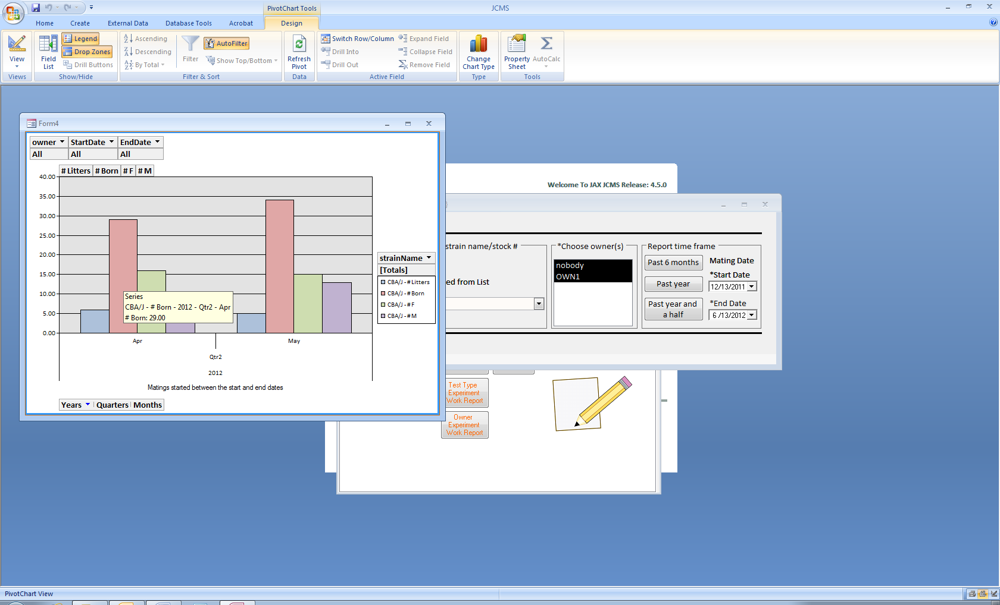 PivotChart Tools
JCMS
Home Create External Data Database Tools Acrobat Design
View
Views
Field List
Legend
Drop Zones
Drill Buttons
Show/Hide
Ascending
Descending
By Total
Filter
AutoFilter
Show Top/Bottom
Filter & Sort
Refresh Pivot
Data
Switch Row/Column
Drill Into
Drill Out
Expand Field
Collapse Field
Remove Field
Active Field
Change Chart Type
Type
Property Sheet
AutoCalc
Tools
Form4
owner StartDate EndDate
All All All
# Litters # Born # F # M
40.00
35.00
30.00
25.00
20.00
15.00
10.00
5.00
0.00
Series
CBA/J - # Born - 2012 - Qtr2 - Apr
# Born: 29.00
Apr May
Qtr2
2012
Matings started between the start and end dates
Years Quarters Months
strainName
[Totals]
CBA/J - # Litters
CBA/J - # Born
CBA/J - # F
CBA/J - # M
Welcome To JAX JCMS Release: 4.5.0
strain name/stock #
ed from List
*Choose owner(s)
nobody
OWN1
Report time frame
Past 6 months
Past year
Past year and
a half
Mating Date
*Start Date
12/13/2011
*End Date
6 /13/2012
Test Type
Experiment
Work Report
Owner
Experiment
Work Report
PivotChart View